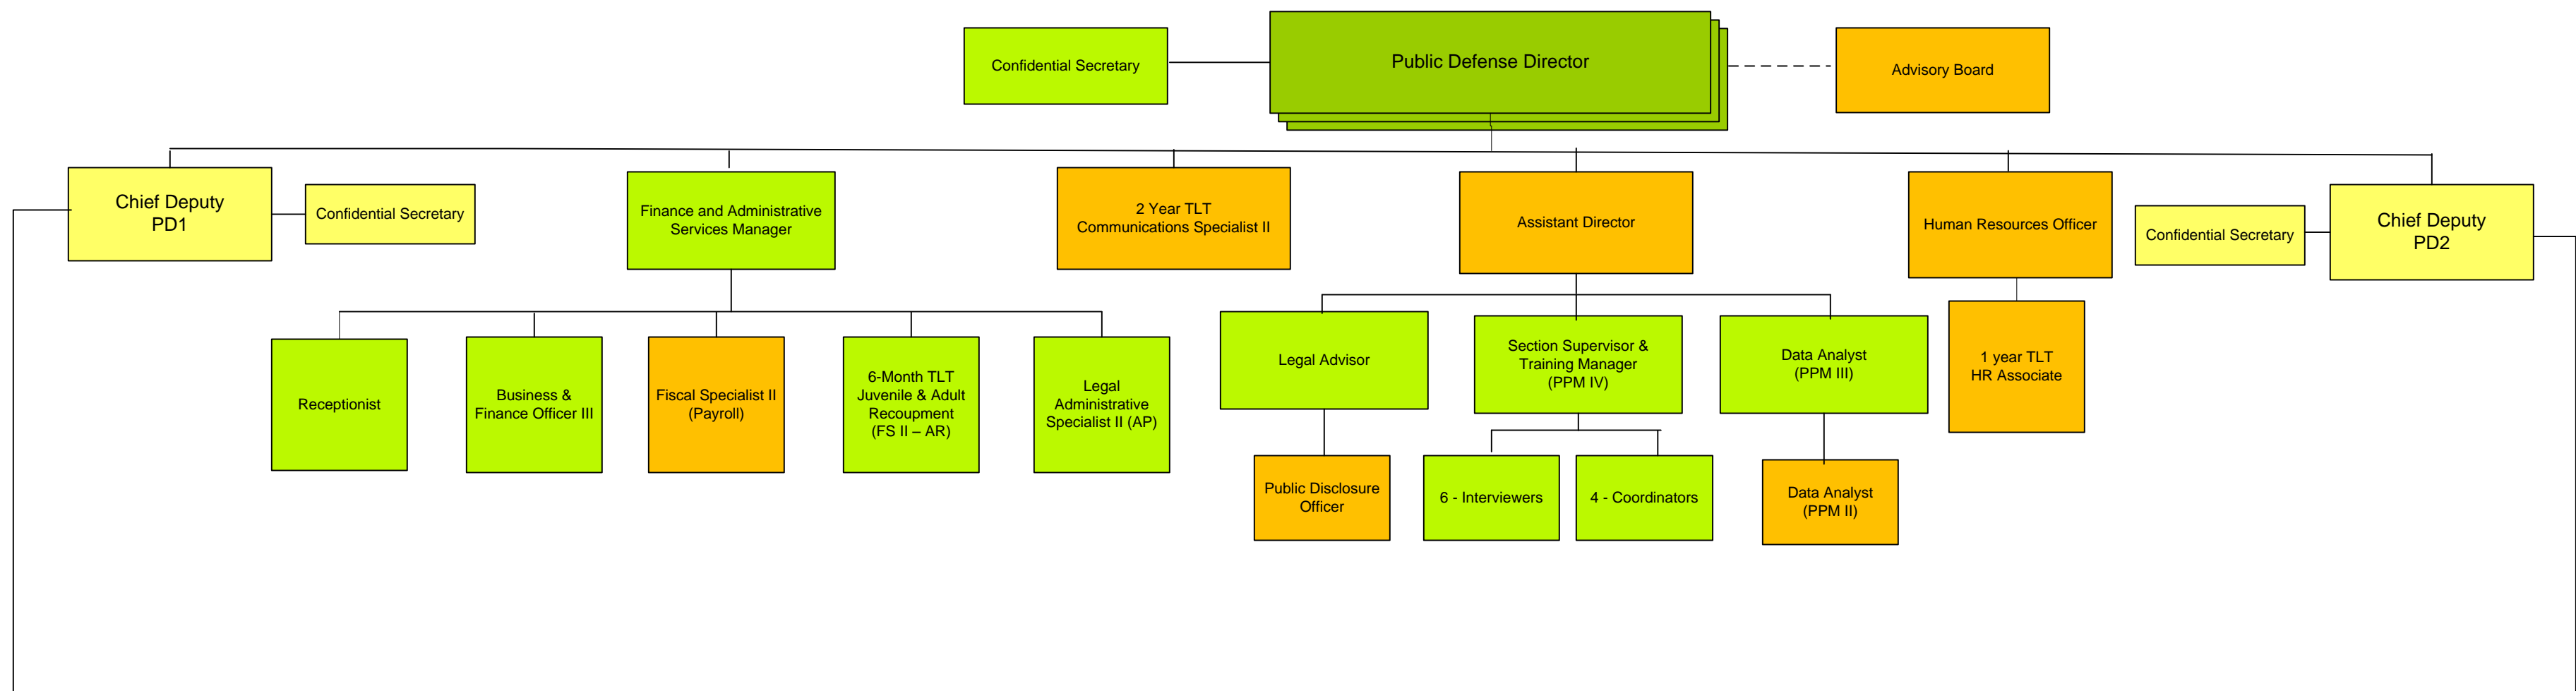 Confidential Secretary
Public Defense Director
Advisory Board
Chief Deputy
PD1
Confidential Secretary
Finance and Administrative
Services Manager
2 Year TLT
Communications Specialist II
Assistant Director
Human Resources Officer
Confidential Secretary
Chief Deputy
PD2
Receptionist
Business &
Finance Officer III
Fiscal Specialist II
(Payroll)
6-Month TLT
Juvenile & Adult
Recoupment
(FS II – AR)
Legal
Administrative
Specialist II (AP)
Legal Advisor
Section Supervisor &
Training Manager
(PPM IV)
Data Analyst
(PPM III)
1 year TLT
HR Associate
Public Disclosure
Officer
6 - Interviewers
4 - Coordinators
Data Analyst
(PPM II)